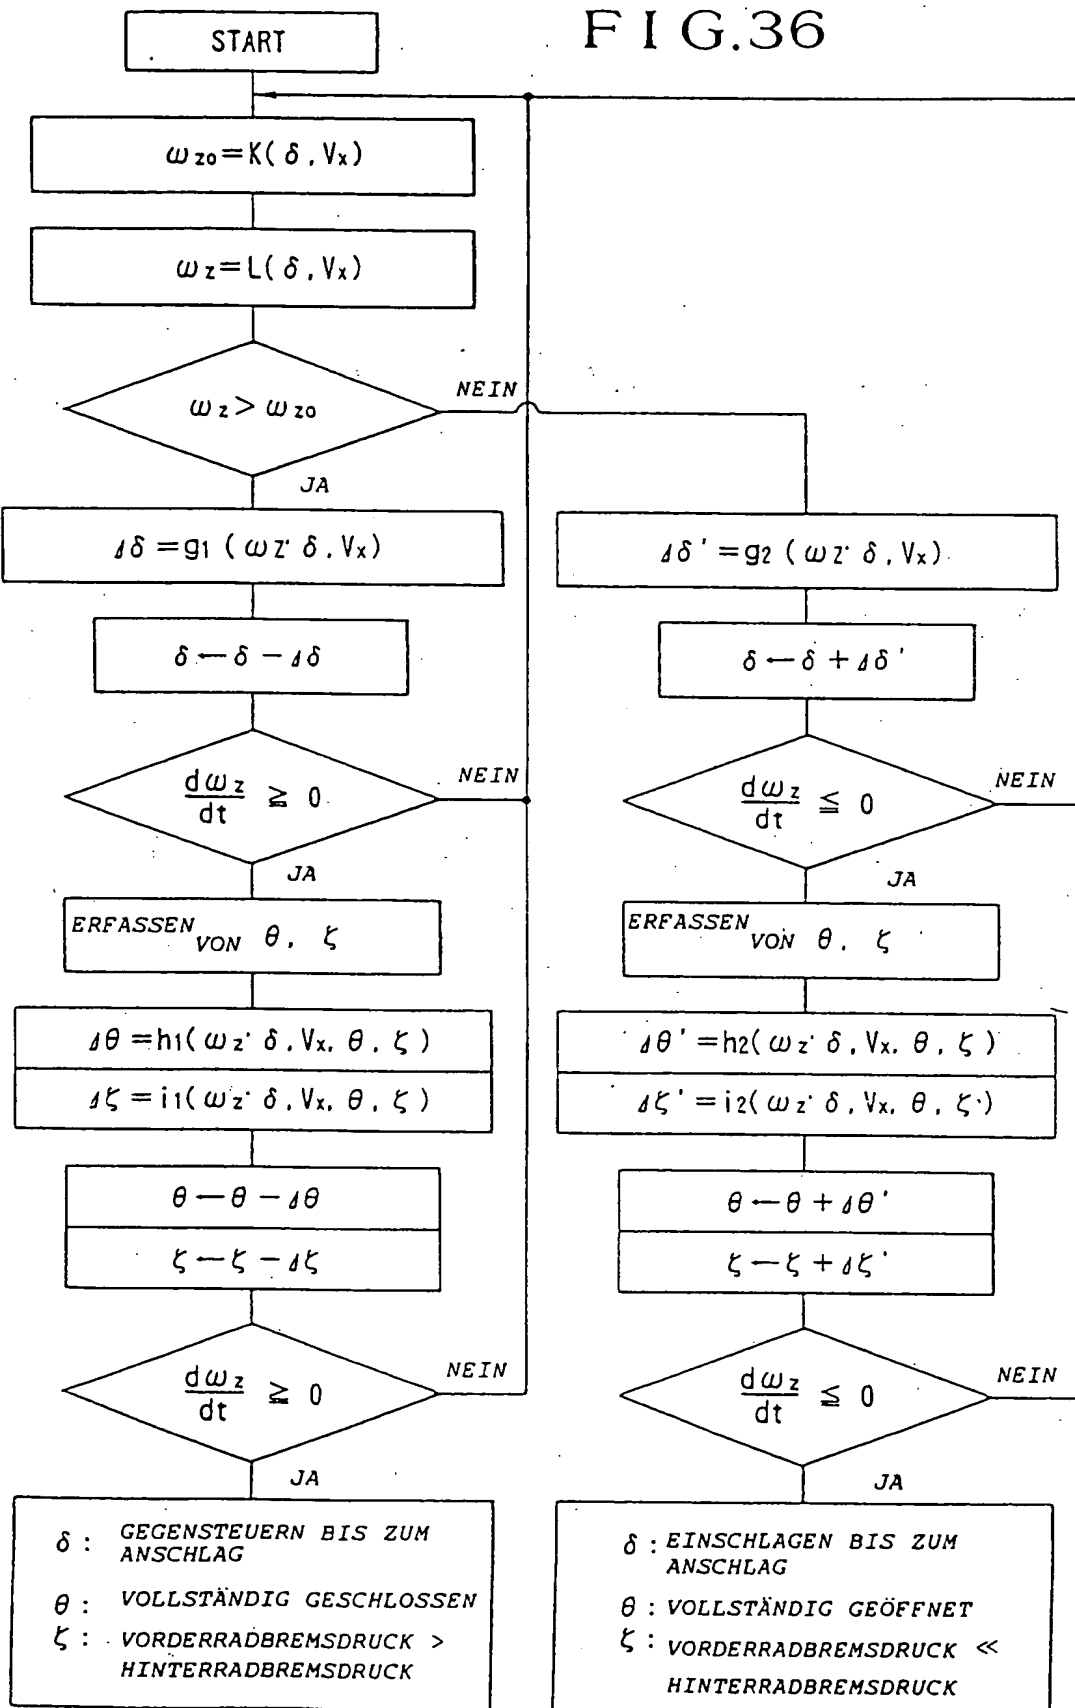 FIG.36
START
ω zo = K( δ , Vx)
ω z = L( δ , Vx)
ω z > ω zo
NEIN
JA
Δδ = g1 ( ωz· δ , Vx)
δ ← δ − Δδ
dωz
dt
≧ 0
NEIN
JA
ERFASSEN
VON θ, ζ
Δθ = h1( ωz· δ , Vx, θ , ζ )
Δζ = i1( ωz· δ , Vx, θ , ζ )
θ ← θ − Δθ
ζ ← ζ − Δζ
dωz
dt
≧ 0
NEIN
JA
δ : GEGENSTEUERN BIS ZUM
ANSCHLAG
θ : VOLLSTÄNDIG GESCHLOSSEN
ζ : VORDERRADBREMSDRUCK >
HINTERRADBREMSDRUCK
Δδ' = g2 ( ωz· δ , Vx)
δ ← δ + Δδ'
dωz
dt
≦ 0
NEIN
JA
ERFASSEN
VON θ, ζ
Δθ' = h2( ωz· δ , Vx, θ , ζ )
Δζ' = i2( ωz· δ , Vx, θ , ζ )
θ ← θ + Δθ'
ζ ← ζ + Δζ'
dωz
dt
≦ 0
NEIN
JA
δ : EINSCHLAGEN BIS ZUM
ANSCHLAG
θ : VOLLSTÄNDIG GEÖFFNET
ζ : VORDERRADBREMSDRUCK ≪
HINTERRADBREMSDRUCK